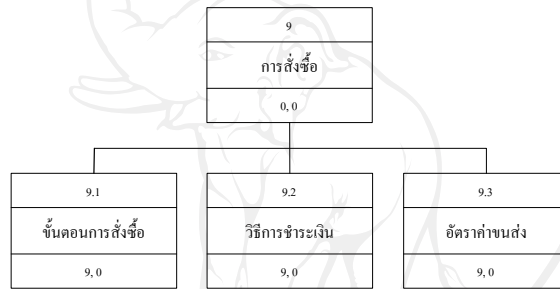 9
การสั่งซื้อ
0, 0
9.1 9.2 9.3
ขั้นตอนการสั่งซื้อ วิธีการชำระเงิน อัตราค่าขนส่ง
9, 0 9, 0 9, 0